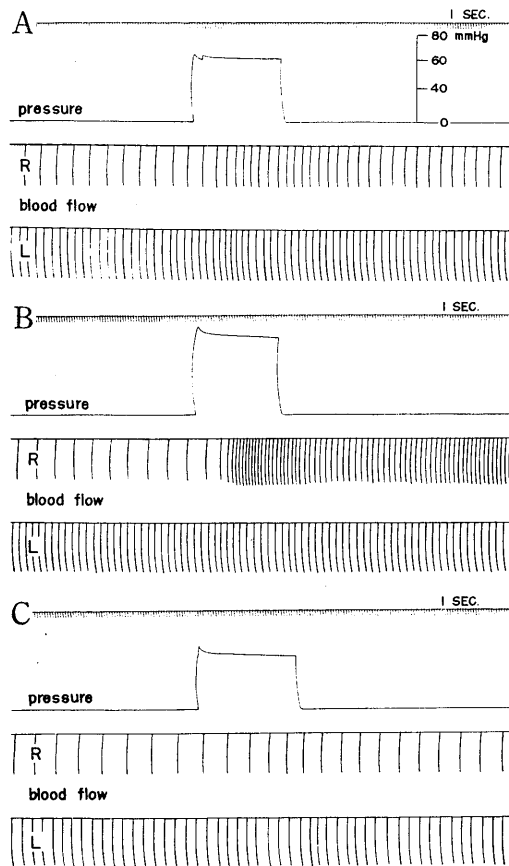 A
1 SEC.
80 mmHg
60
40
0
pressure
R
blood flow
L
B
1 SEC.
pressure
R
blood flow
L
C
1 SEC.
pressure
R
blood flow
L